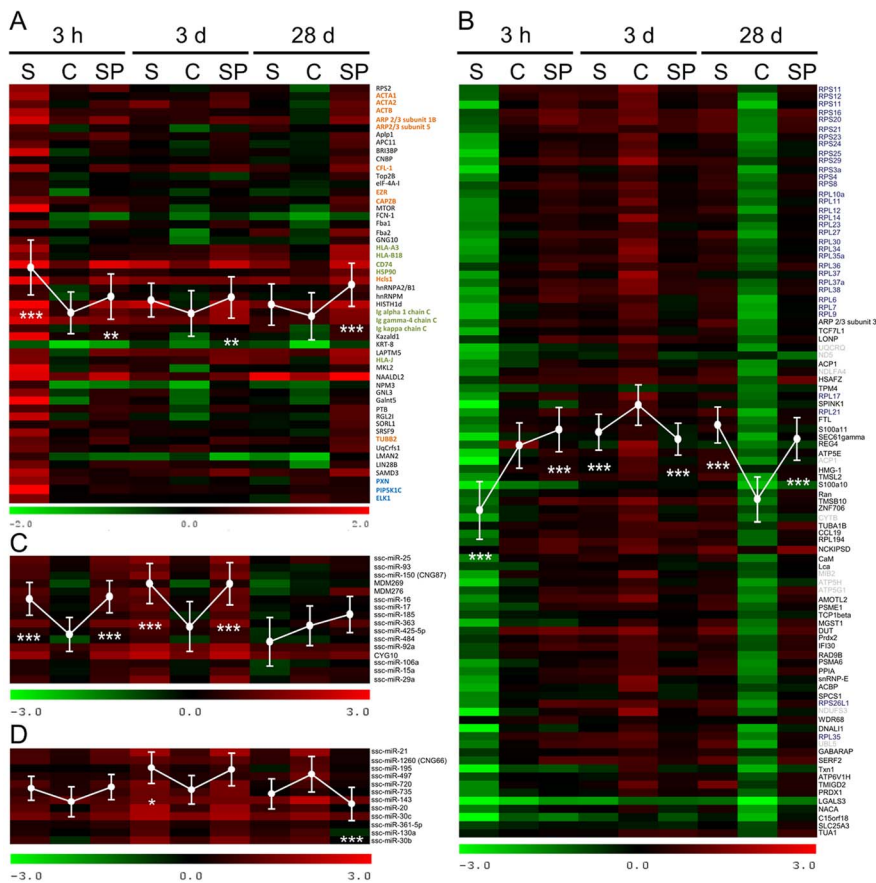 A
3 h 3 d 28 d
S C SP S C SP S C SP
RPS2
ACTA1
ACTA2
ACTB
ARP 2/3 subunit 1B
ARP2/3 subunit 5
Aplp1
APC11
BRI3BP
CNBP
CFL-1
Top2B
eIF-4A-I
EZR
CAPZB
MTOR
FCN-1
Fba1
Fba2
GNG10
HLA-A3
HLA-B18
CD74
HSP90
Hcls1
hnRNPA2/B1
hnRNPM
HISTH1d
Ig alpha 1 chain C
Ig gamma-4 chain C
Ig kappa chain C
Kazald1
KRT-8
LAPTM5
HLA-J
MKL2
NAALDL2
NPM3
GNL3
Galnt5
PTB
RGL2I
SORL1
SRSF9
TUBB2
UqCrfs1
LMAN2
LIN28B
SAMD3
PXN
PIP5K1C
ELK1
*** ** ** ***
-2.0 0.0 2.0
B
3 h 3 d 28 d
S C SP S C SP S C SP
RPS11
RPS12
RPS11
RPS16
RPS20
RPS21
RPS23
RPS24
RPS25
RPS29
RPS3a
RPS4
RPS8
RPL10a
RPL11
RPL12
RPL14
RPL23
RPL27
RPL30
RPL34
RPL35a
RPL36
RPL37
RPL37a
RPL38
RPL6
RPL7
RPL9
ARP 2/3 subunit 3
TCF7L1
LONP
UQCRQ
ND5
ACP1
NDLFA4
HSAFZ
TPM4
RPL17
SPINK1
RPL21
FTL
S100a11
SEC61gamma
REG4
ATP5E
ACP1
HMG-1
TMSL2
S100a10
Ran
TMSB10
ZNF706
CYTB
TUBA1B
CCL19
RPL194
NCKIPSD
CaM
Lca
MIB2
ATP5H
ATP5G1
AMOTL2
PSME1
TCP1beta
MGST1
DUT
Prdx2
IFI30
RAD9B
PSMA6
PPIA
snRNP-E
ACBP
SPCS1
RPS26L1
NDUFS3
WDR68
DNALI1
RPL35
UBL5
GABARAP
SERF2
Txn1
ATP6V1H
TMIGD2
PRDX1
LGALS3
NACA
C15orf18
SLC25A3
TUA1
*** *** *** *** *** ***
-3.0 0.0 3.0
C
ssc-miR-25
ssc-miR-93
ssc-miR-150 (CNG87)
MDM269
MDM276
ssc-miR-16
ssc-miR-17
ssc-miR-185
ssc-miR-363
ssc-miR-425-5p
ssc-miR-484
ssc-miR-92a
CYG10
ssc-miR-106a
ssc-miR-15a
ssc-miR-29a
*** *** *** ***
-3.0 0.0 3.0
D
ssc-miR-21
ssc-miR-1260 (CNG66)
ssc-miR-195
ssc-miR-497
ssc-miR-720
ssc-miR-735
ssc-miR-143
ssc-miR-20
ssc-miR-30c
ssc-miR-361-5p
ssc-miR-130a
ssc-miR-30b
* ***
-3.0 0.0 3.0